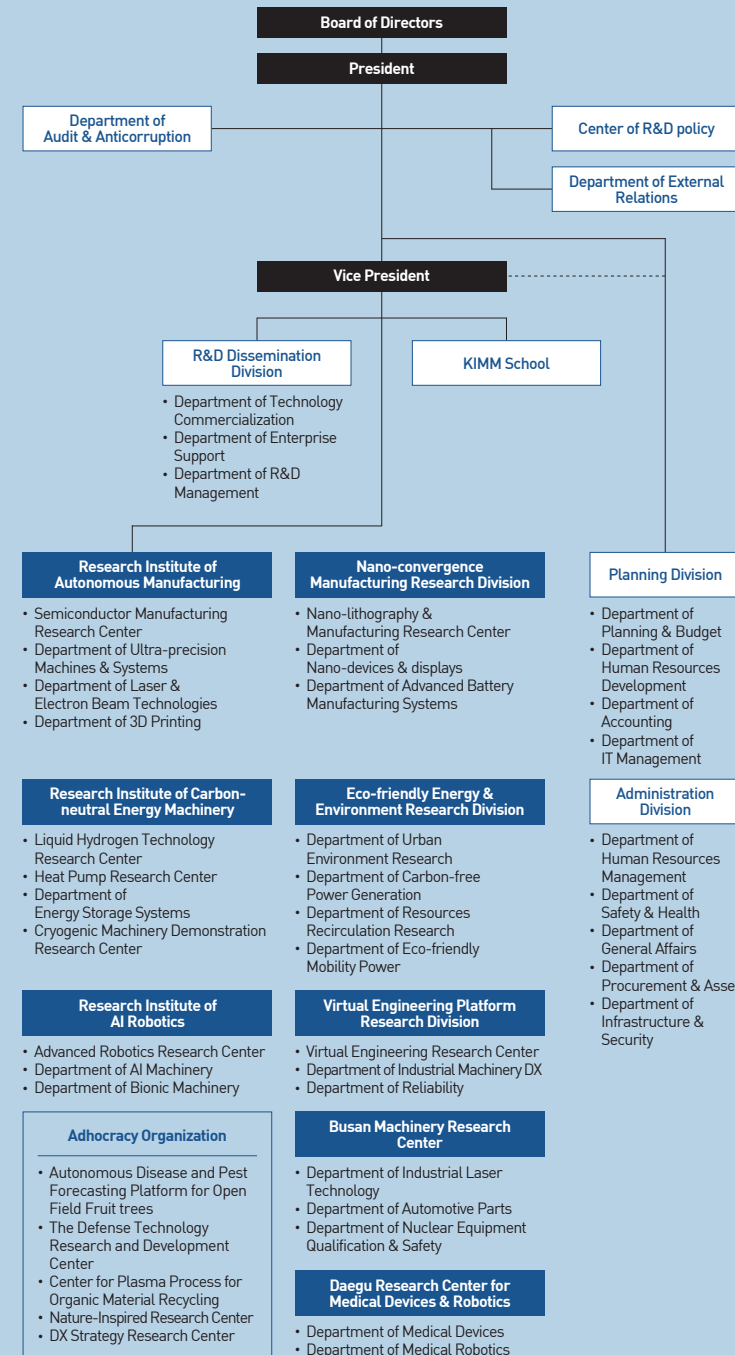 Board of Directors
President
Department of
Audit & Anticorruption
Center of R&D policy
Department of External
Relations
Vice President
R&D Dissemination
Division
• Department of Technology
Commercialization
• Department of Enterprise
Support
• Department of R&D
Management
KIMM School
Research Institute of
Autonomous Manufacturing
• Semiconductor Manufacturing
Research Center
• Department of Ultra-precision
Machines & Systems
• Department of Laser &
Electron Beam Technologies
• Department of 3D Printing
Nano-convergence
Manufacturing Research Division
• Nano-lithography &
Manufacturing Research Center
• Department of
Nano-devices & displays
• Department of Advanced Battery
Manufacturing Systems
Planning Division
• Department of
Planning & Budget
• Department of
Human Resources
Development
• Department of
Accounting
• Department of
IT Management
Research Institute of Carbon-
neutral Energy Machinery
• Liquid Hydrogen Technology
Research Center
• Heat Pump Research Center
• Department of
Energy Storage Systems
• Cryogenic Machinery Demonstration
Research Center
Eco-friendly Energy &
Environment Research Division
• Department of Urban
Environment Research
• Department of Carbon-free
Power Generation
• Department of Resources
Recirculation Research
• Department of Eco-friendly
Mobility Power
Administration
Division
• Department of
Human Resources
Management
• Department of
Safety & Health
• Department of
General Affairs
• Department of
Procurement & Asse
• Department of
Infrastructure &
Security
Research Institute of
AI Robotics
• Advanced Robotics Research Center
• Department of AI Machinery
• Department of Bionic Machinery
Virtual Engineering Platform
Research Division
• Virtual Engineering Research Center
• Department of Industrial Machinery DX
• Department of Reliability
Adhocracy Organization
• Autonomous Disease and Pest
Forecasting Platform for Open
Field Fruit trees
• The Defense Technology
Research and Development
Center
• Center for Plasma Process for
Organic Material Recycling
• Nature-Inspired Research Center
• DX Strategy Research Center
Busan Machinery Research
Center
• Department of Industrial Laser
Technology
• Department of Automotive Parts
• Department of Nuclear Equipment
Qualification & Safety
Daegu Research Center for
Medical Devices & Robotics
• Department of Medical Devices
• Department of Medical Robotics